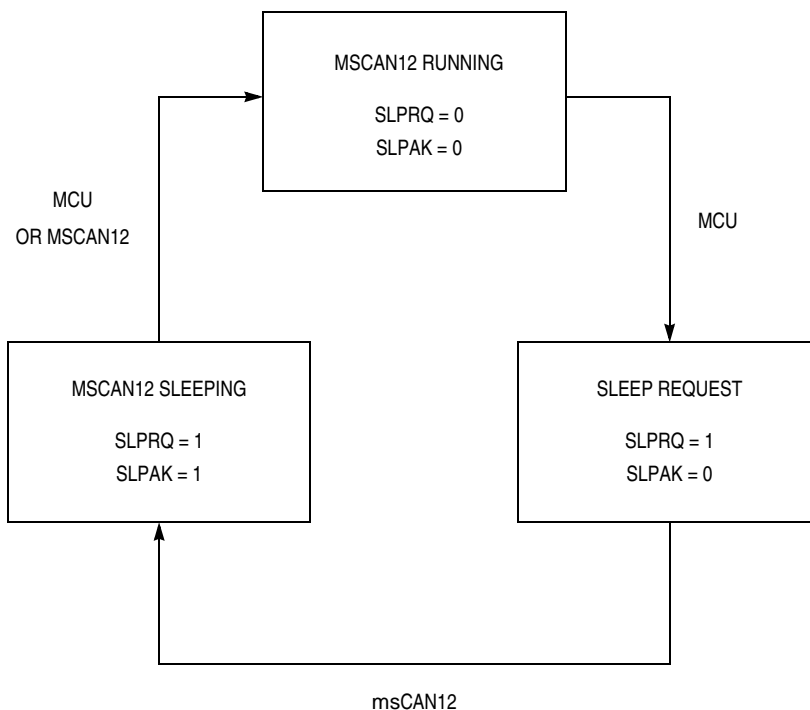 MSCAN12 RUNNING
SLPRQ = 0
SLPAK = 0
MCU
OR MSCAN12
MCU
MSCAN12 SLEEPING
SLPRQ = 1
SLPAK = 1
SLEEP REQUEST
SLPRQ = 1
SLPAK = 0
msCAN12